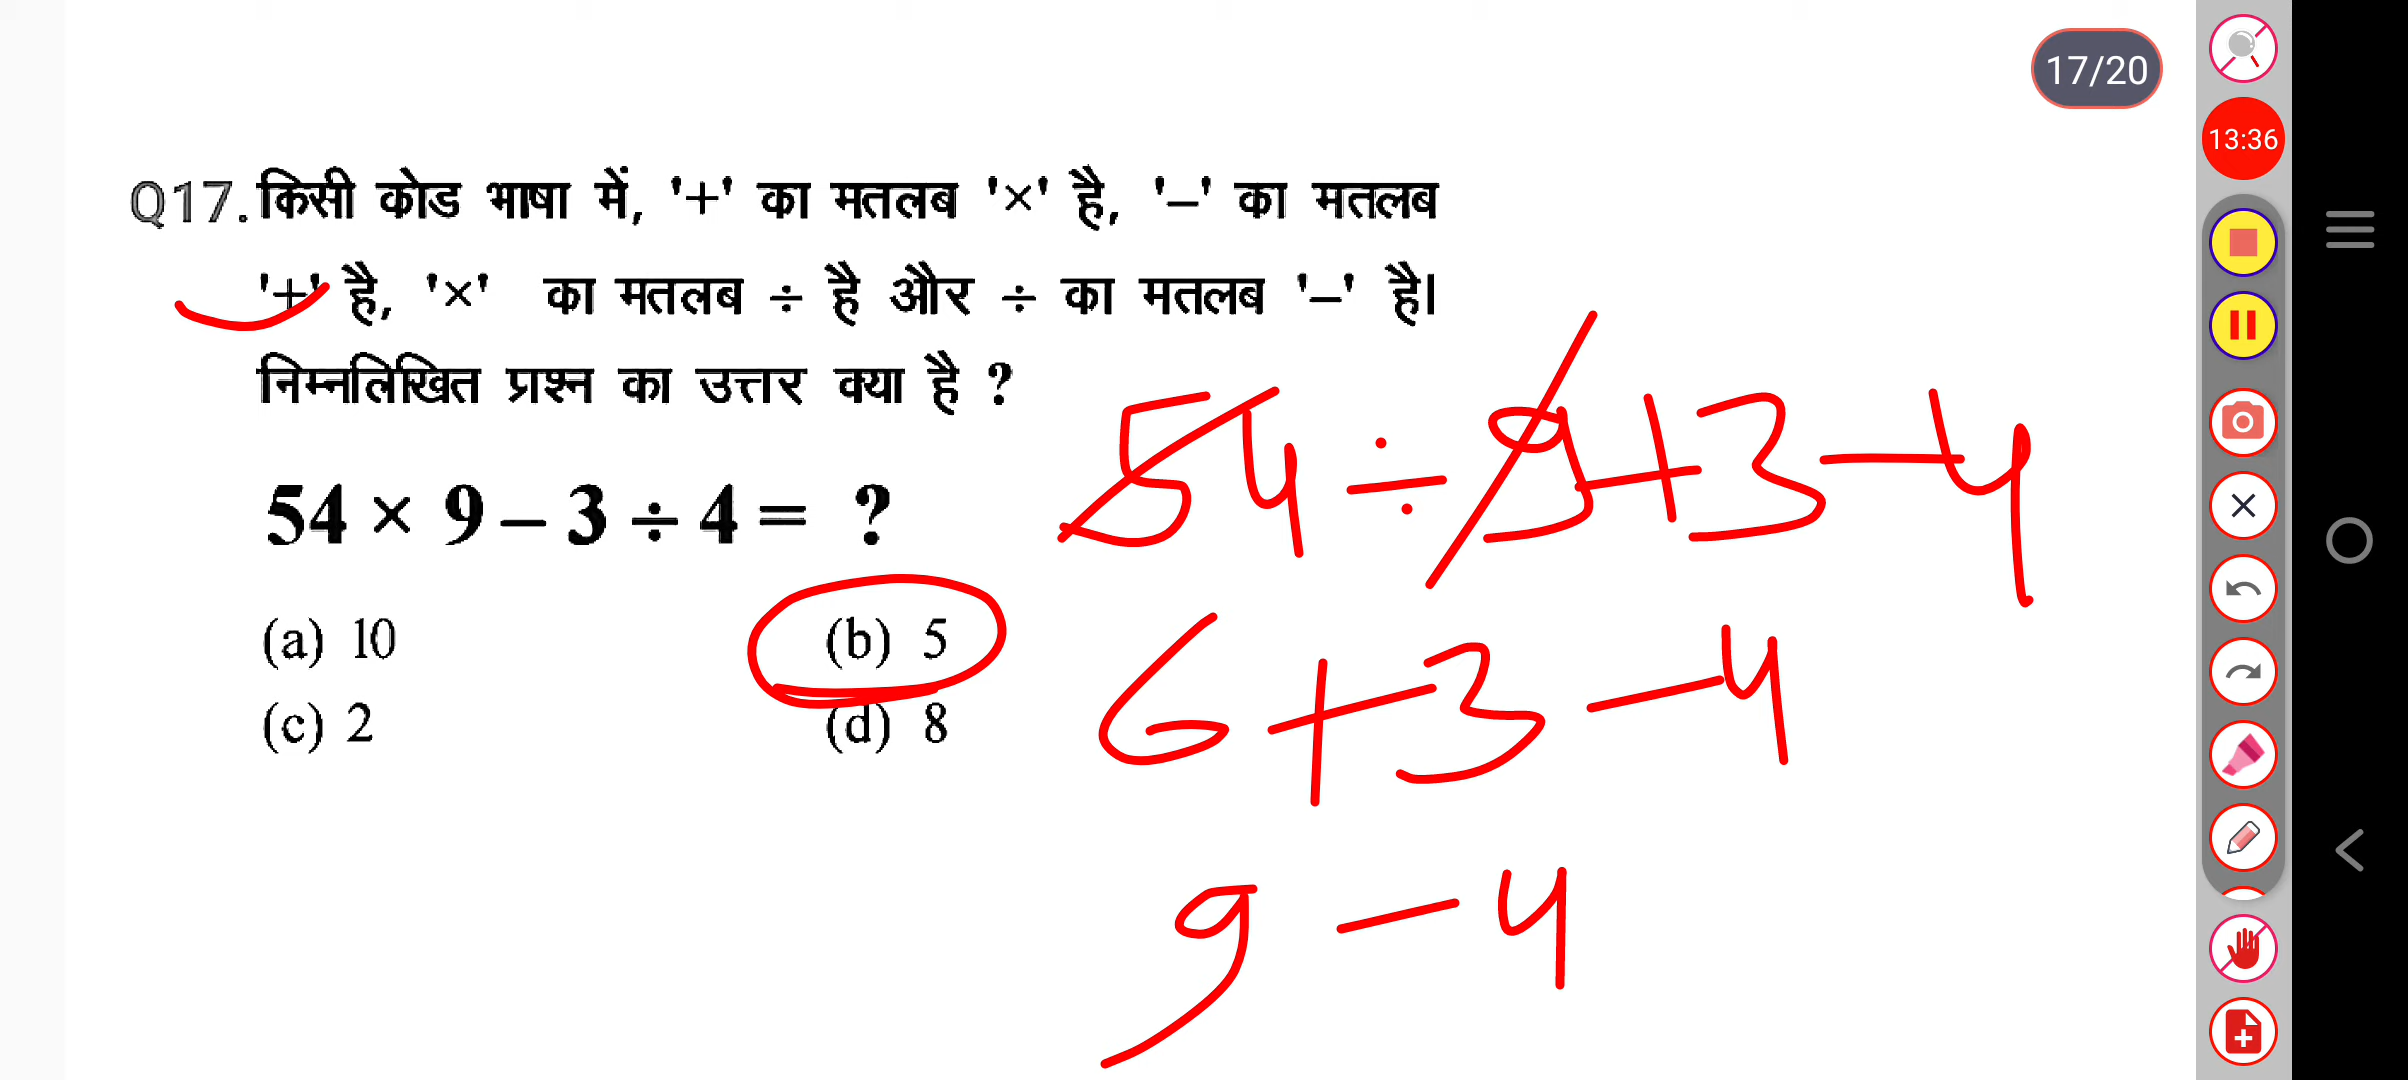 17/20
13:36
Q17. किसी कोड भाषा में, '+' का मतलब '×' है, '–' का मतलब
'+' है, '×' का मतलब ÷ है और ÷ का मतलब '–' है।
निम्नलिखित प्रश्न का उत्तर क्या है ?
54 ÷ 9 + 3 – 4
54 × 9 – 3 ÷ 4 = ?
(a) 10 (b) 5
6 + 3 – 4
(c) 2 (d) 8
9 – 4